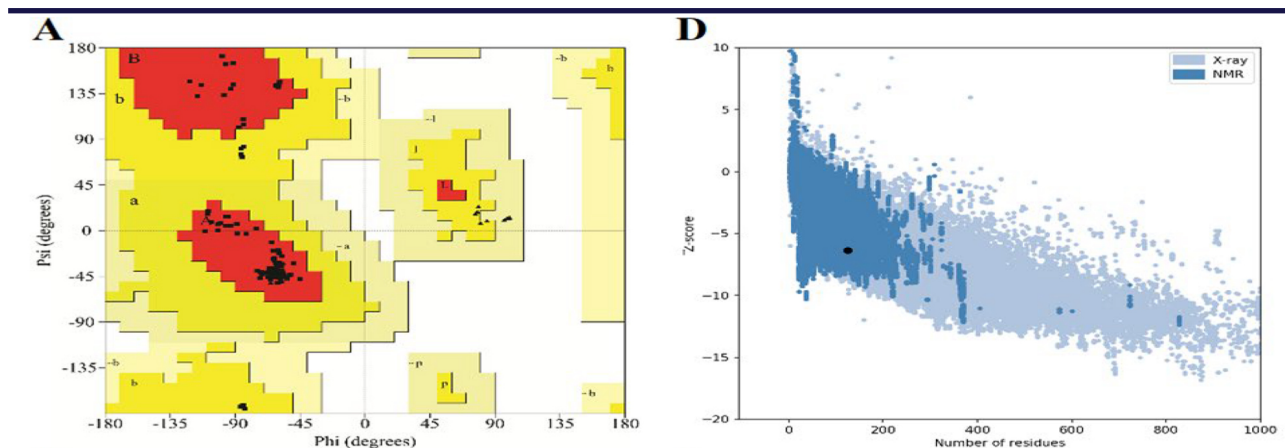 A
D
180
135
90
45
0
-45
-90
-135
-180
Psi (degrees)
B
b
a
A
~a
~b
~b
b
~l
l
L
~b
b
~p
p
~b
-180
-135
-90
-45
0
45
90
135
180
Phi (degrees)
10
5
0
-5
-10
-15
-20
Z-score
X-ray
NMR
0
200
400
600
800
1000
Number of residues